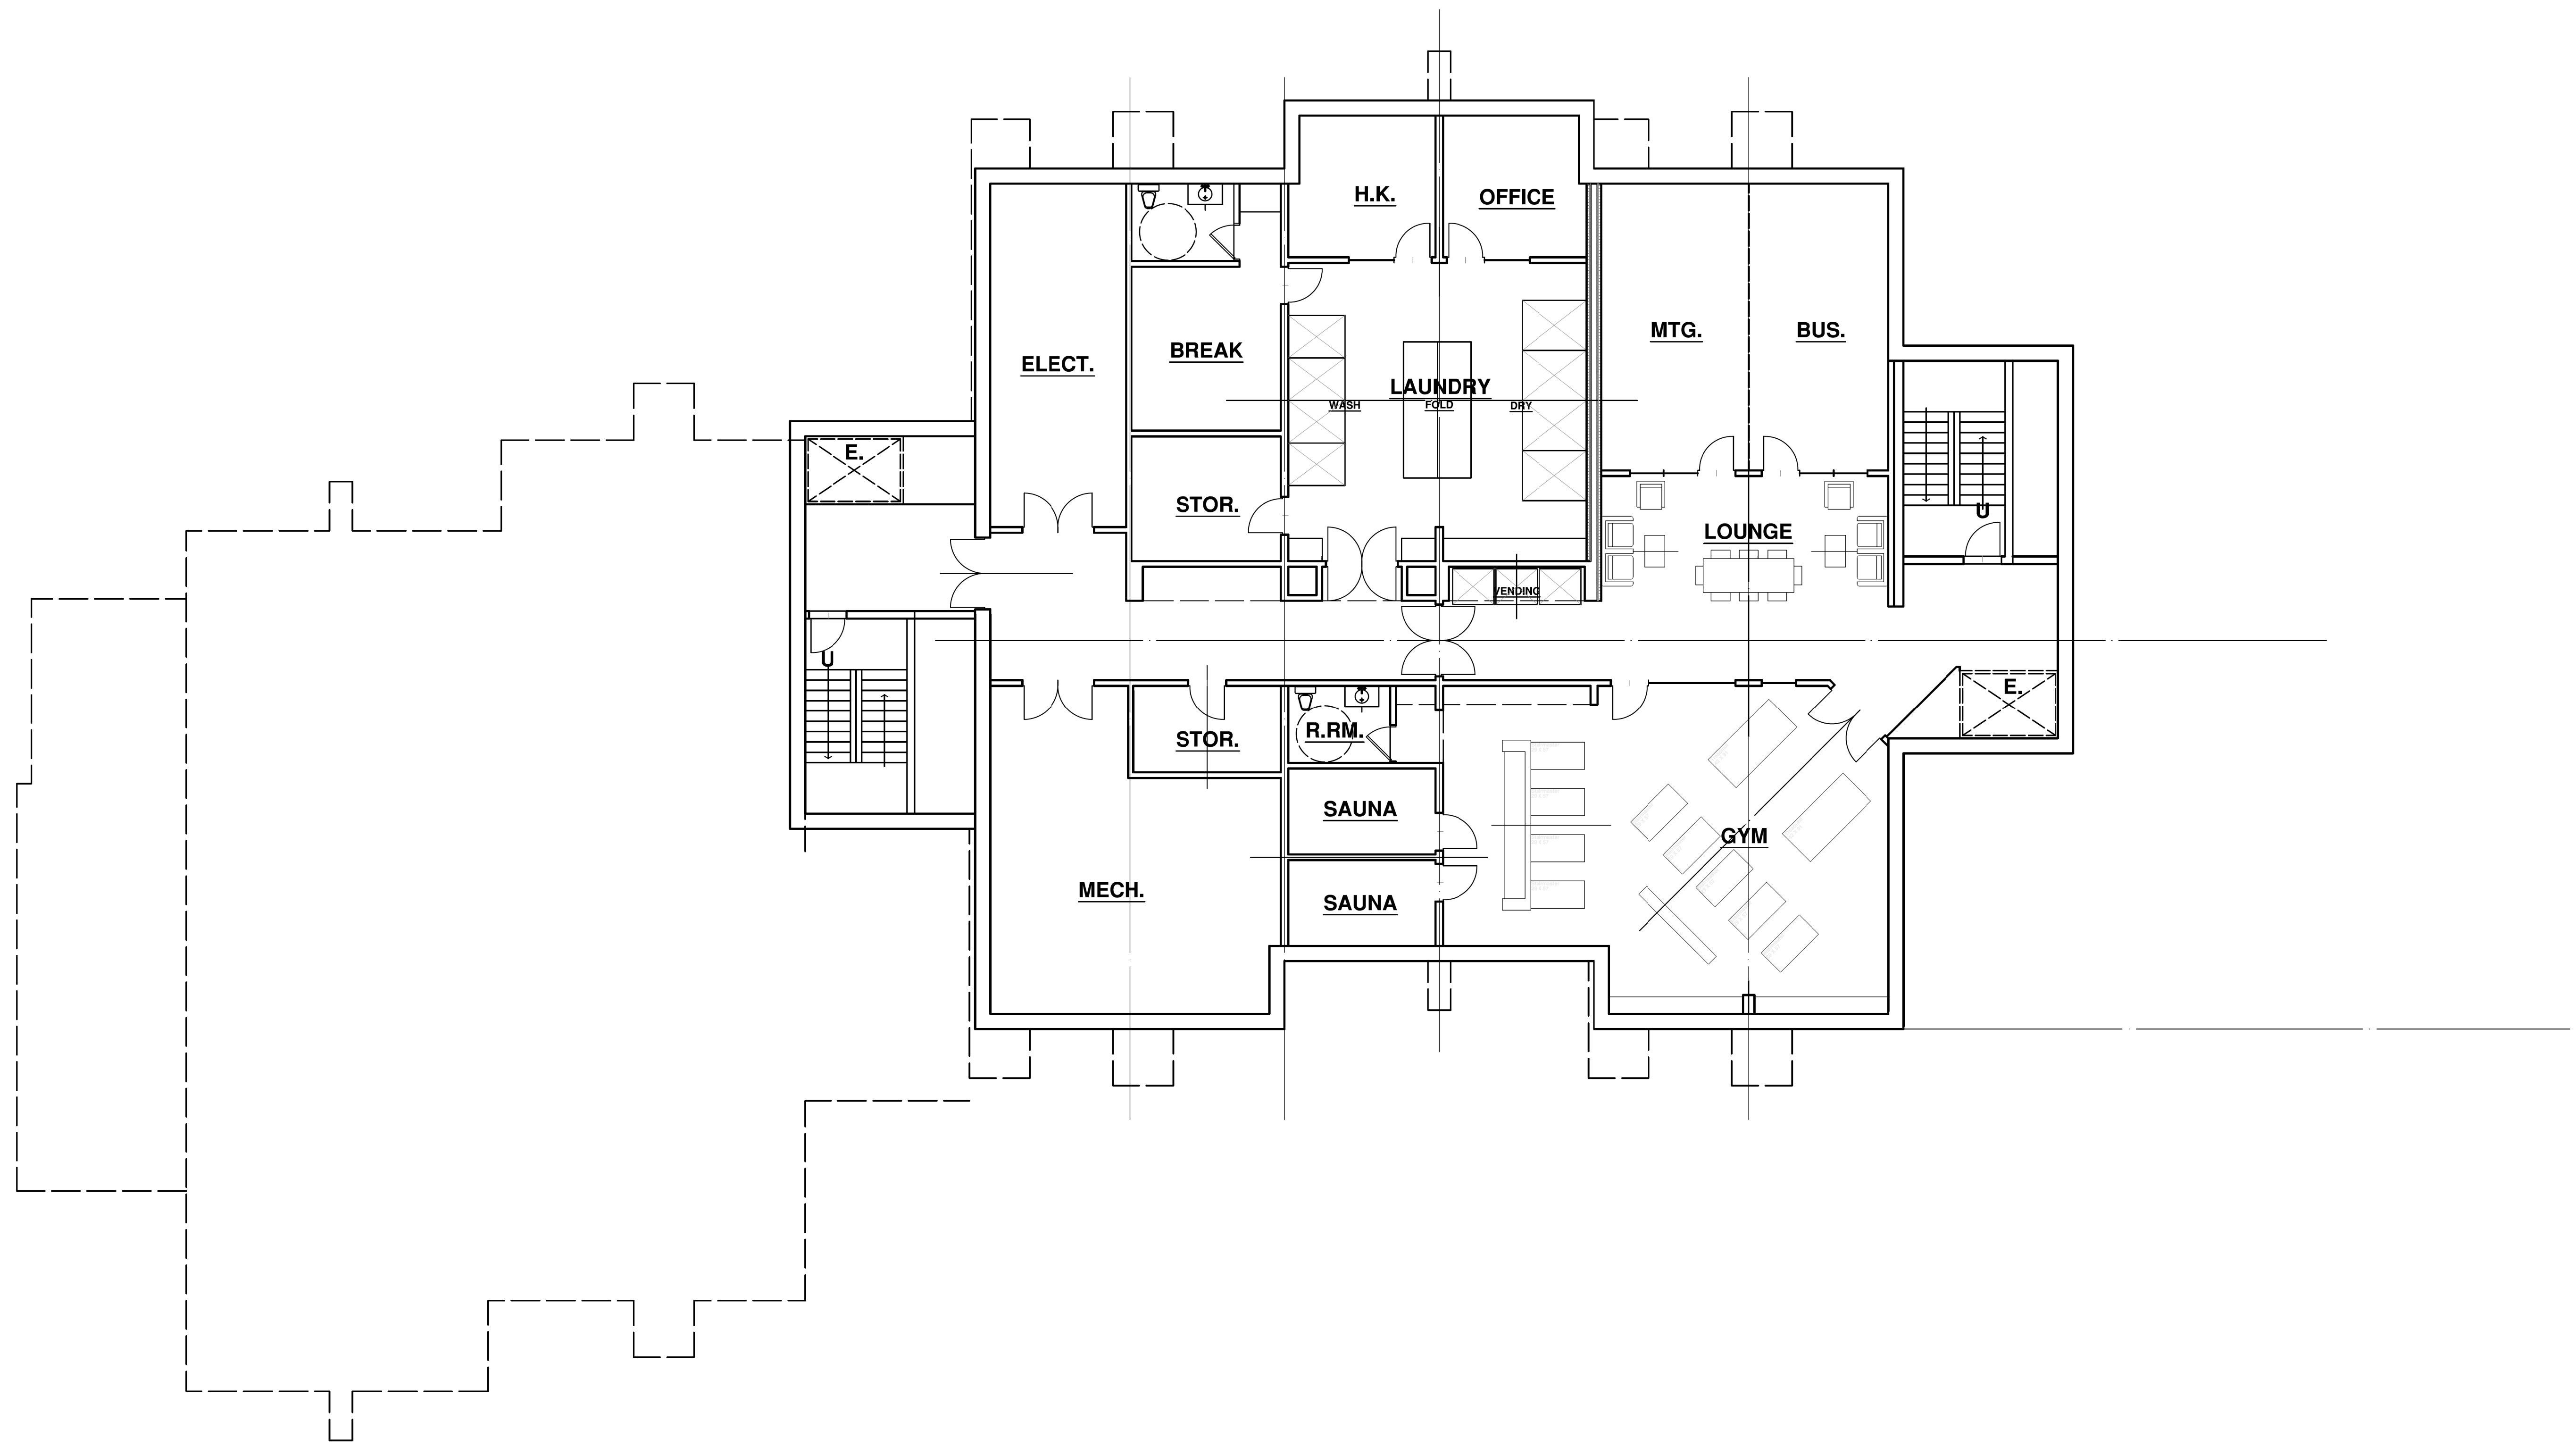 H.K.
OFFICE
MTG.
BUS.
BREAK
ELECT.
LAUNDRY
WASH
FOLD
DRY
E.
STOR.
U
LOUNGE
VENDING
U
E.
STOR.
R.RM.
SAUNA
GYM
MECH.
SAUNA